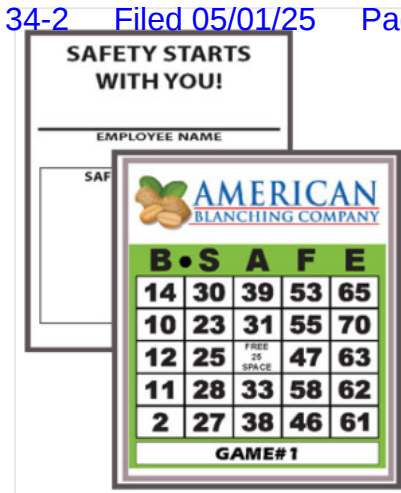 34-2 Filed 05/01/25
SAFETY STARTS
WITH YOU!
EMPLOYEE NAME
AMERICAN
BLANCHING COMPANY
B•S A F E
14 30 39 53 65
10 23 31 55 70
12 25 FREE 25 SPACE 47 63
11 28 33 58 62
2 27 38 46 61
GAME#1